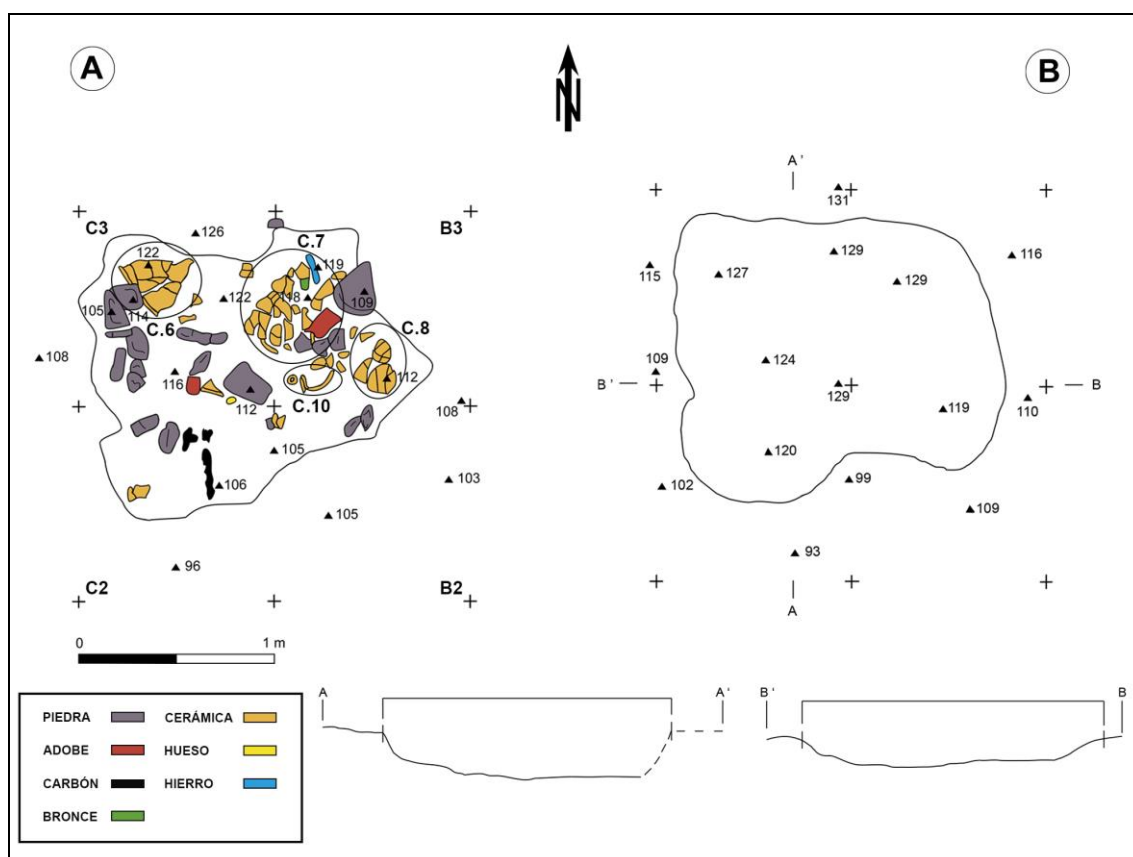 A
N
B
A'
131
C3
126
C.7
B3
122
119
129
115
127
129
116
122
118
109
105
114
C.6
C.8
108
116
112
109
124
B'
B
112
C.10
108
129
110
119
105
120
106
103
102
99
105
109
96
93
C2
B2
A
0
1 m
A
A'
B'
B
PIEDRA
CERÁMICA
ADOBE
HUESO
CARBÓN
HIERRO
BRONCE